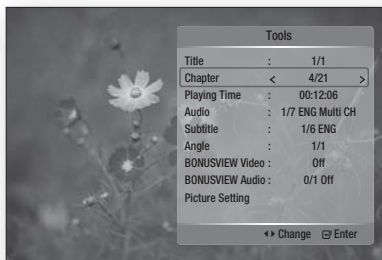 Tools
Title : 1/1
Chapter < 4/21 >
Playing Time : 00:12:06
Audio : 1/7 ENG Multi CH
Subtitle : 1/6 ENG
Angle : 1/1
BONUSVIEW Video : Off
BONUSVIEW Audio : 0/1 Off
Picture Setting
Change Enter